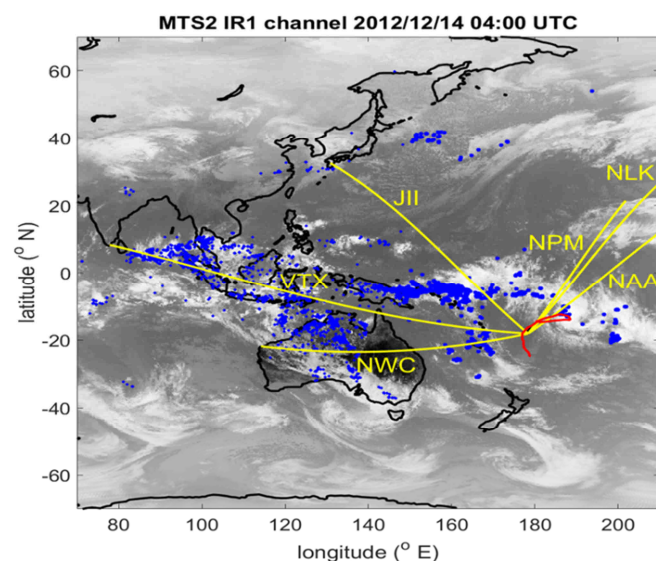 MTS2 IR1 channel 2012/12/14 04:00 UTC
60
40
20
0
-20
-40
-60
latitude (° N)
JJI
NLK
NPM
NAA
VTX
NWC
80 100 120 140 160 180 200
longitude (° E)